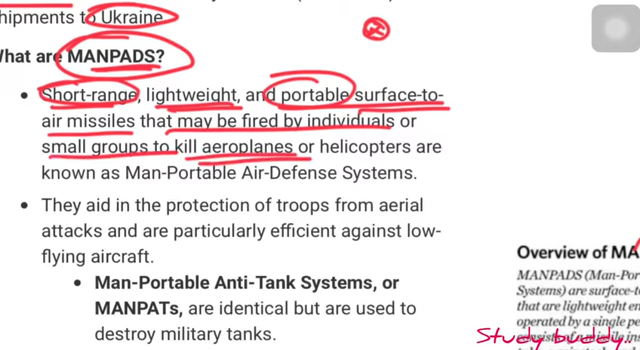 hipments to Ukraine
What are MANPADS?
• Short-range, lightweight, and portable surface-to-
air missiles that may be fired by individuals or
small groups to kill aeroplanes or helicopters are
known as Man-Portable Air-Defense Systems.
• They aid in the protection of troops from aerial
attacks and are particularly efficient against low-
flying aircraft.
• Man-Portable Anti-Tank Systems, or
MANPATs, are identical but are used to
destroy military tanks.
Overview of MA
MANPADS (Man-Por
Systems) are surface-t
that are lightweight en
operated by a single pe
Study buddy..